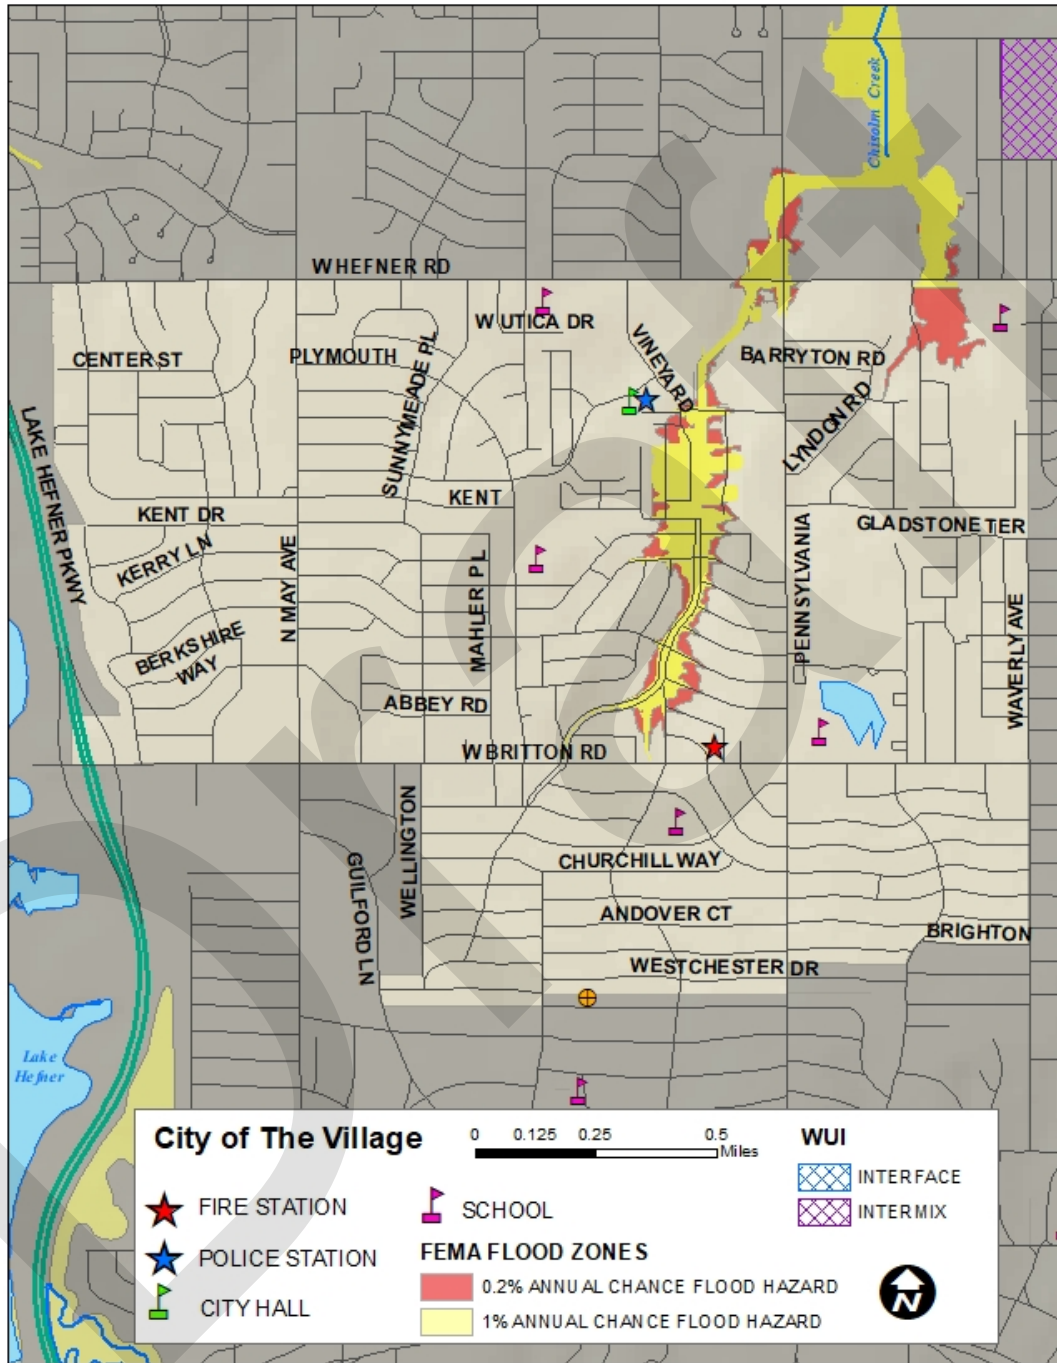 Chisolm Creek
W HEFNER RD
W UTICA DR
CENTER ST
PLYMOUTH
SUNNYMEADE PL
VINEYARD
BARRYTON RD
LYNDON RD
LAKE HEFNER PKWY
KENT
KENT DR
KERRY LN
N MAY AVE
MAHLER PL
GLADSTONE TER
PENNSYLVANIA
WAVERLY AVE
BERKSHIRE
WAY
ABBEY RD
W BRITTON RD
WELLINGTON
GUILFORD LN
CHURCHILL WAY
ANDOVER CT
BRIGHTON
WESTCHESTER DR
Lake
Hefner
Draft
City of The Village
0 0.125 0.25 0.5
Miles
WUI
INTERFACE
INTERMIX
FIRE STATION
SCHOOL
POLICE STATION
CITY HALL
FEMA FLOOD ZONES
0.2% ANNUAL CHANCE FLOOD HAZARD
1% ANNUAL CHANCE FLOOD HAZARD
N